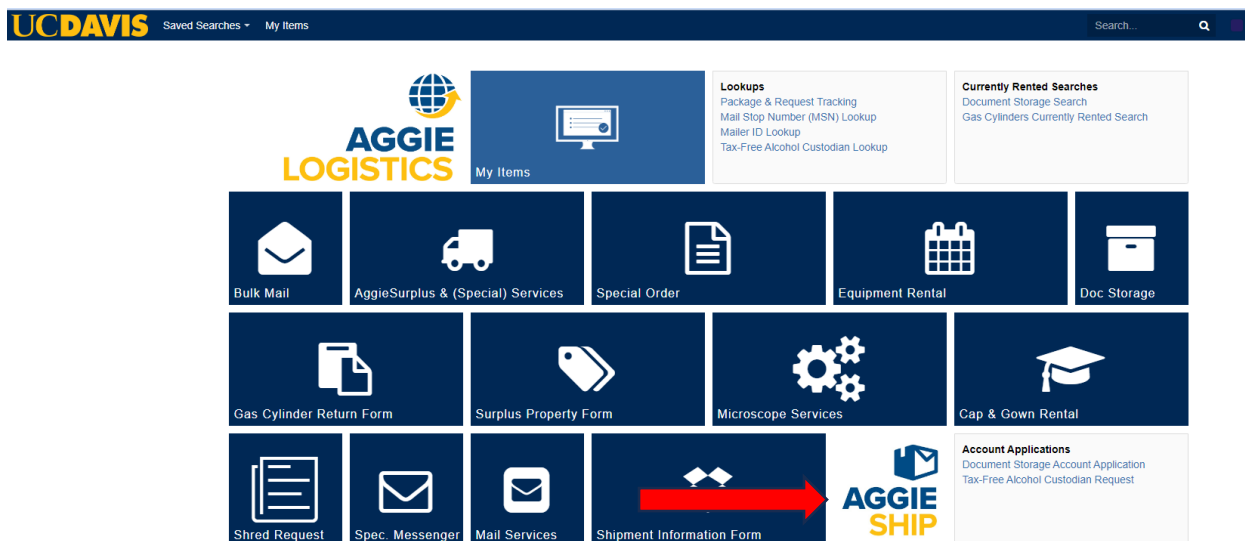 UCDAVIS Saved Searches My Items Search...
AGGIE
LOGISTICS
My Items
Lookups
Package & Request Tracking
Mail Stop Number (MSN) Lookup
Mailer ID Lookup
Tax-Free Alcohol Custodian Lookup
Currently Rented Searches
Document Storage Search
Gas Cylinders Currently Rented Search
Bulk Mail
AggieSurplus & (Special) Services
Special Order
Equipment Rental
Doc Storage
Gas Cylinder Return Form
Surplus Property Form
Microscope Services
Cap & Gown Rental
Shred Request
Spec. Messenger
Mail Services
Shipment Information Form
AGGIE
SHIP
Account Applications
Document Storage Account Application
Tax-Free Alcohol Custodian Request